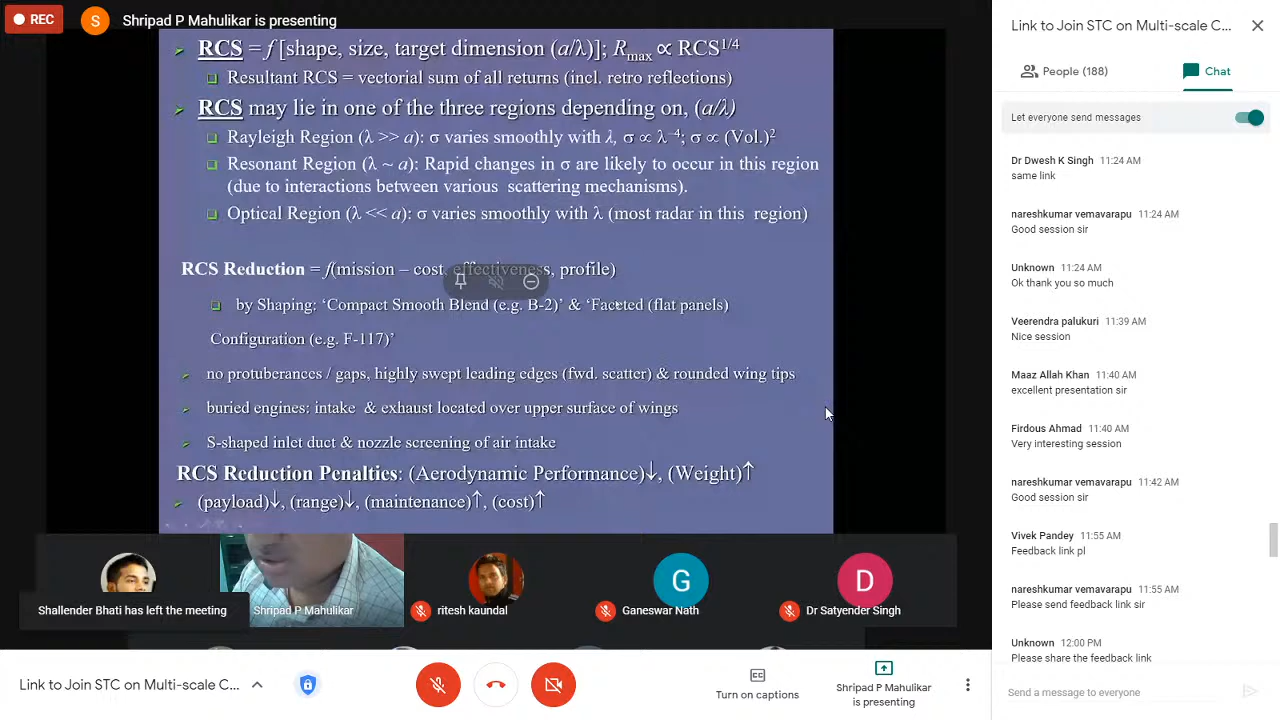 REC
S
Shripad P Mahulikar is presenting
RCS = f [shape, size, target dimension (a/λ)]; Rmax ∝ RCS1/4
Resultant RCS = vectorial sum of all returns (incl. retro reflections)
RCS may lie in one of the three regions depending on, (a/λ)
Rayleigh Region (λ >> a): σ varies smoothly with λ, σ ∝ λ–4; σ ∝ (Vol.)2
Resonant Region (λ ~ a): Rapid changes in σ are likely to occur in this region
(due to interactions between various scattering mechanisms).
Optical Region (λ << a): σ varies smoothly with λ (most radar in this region)
RCS Reduction = f(mission – cost, effectiveness, profile)
by Shaping: ‘Compact Smooth Blend (e.g. B-2)’ & ‘Faceted (flat panels)
Configuration (e.g. F-117)’
no protuberances / gaps, highly swept leading edges (fwd. scatter) & rounded wing tips
buried engines: intake & exhaust located over upper surface of wings
S-shaped inlet duct & nozzle screening of air intake
RCS Reduction Penalties: (Aerodynamic Performance)↓, (Weight)↑
(payload)↓, (range)↓, (maintenance)↑, (cost)↑
G
D
Shallender Bhati has left the meeting
Shripad P Mahulikar
ritesh kaundal
Ganeswar Nath
Dr Satyender Singh
Link to Join STC on Multi-scale C...
Turn on captions
Shripad P Mahulikar
is presenting
Link to Join STC on Multi-scale C...
People (188)
Chat
Let everyone send messages
Dr Dwesh K Singh 11:24 AM
same link
nareshkumar vemavarapu 11:24 AM
Good session sir
Unknown 11:24 AM
Ok thank you so much
Veerendra palukuri 11:39 AM
Nice session
Maaz Allah Khan 11:40 AM
excellent presentation sir
Firdous Ahmad 11:40 AM
Very interesting session
nareshkumar vemavarapu 11:42 AM
Good session sir
Vivek Pandey 11:55 AM
Feedback link pl
nareshkumar vemavarapu 11:55 AM
Please send feedback link sir
Unknown 12:00 PM
Please share the feedback link
Send a message to everyone